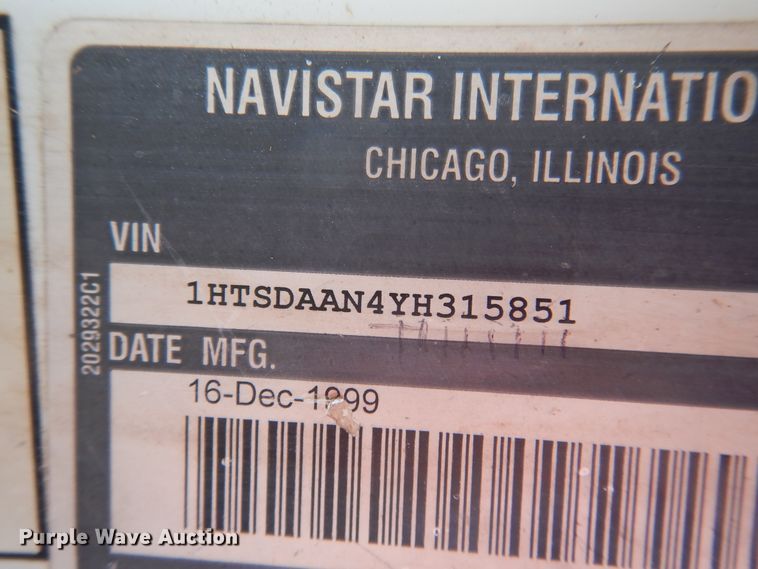 NAVISTAR INTERNATIO
CHICAGO, ILLINOIS
VIN
1HTSDAAN4YH315851
DATE MFG.
16-Dec-1999
2029322C1
Purple Wave Auction